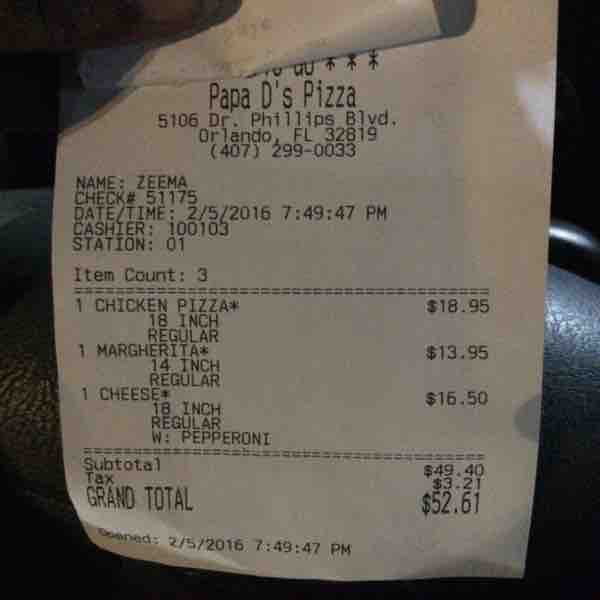 * * *
Papa D's Pizza
5106 Dr. Phillips Blvd.
Orlando, FL 32819
(407) 299-0033
NAME: ZEEMA
CHECK# 51175
DATE/TIME: 2/5/2016 7:49:47 PM
CASHIER: 100103
STATION: 01
Item Count: 3
1 CHICKEN PIZZA* $18.95
18 INCH
REGULAR
1 MARGHERITA* $13.95
14 INCH
REGULAR
1 CHEESE* $16.50
18 INCH
REGULAR
W: PEPPERONI
Subtotal $49.40
Tax $3.21
GRAND TOTAL $52.61
Opened: 2/5/2016 7:49:47 PM